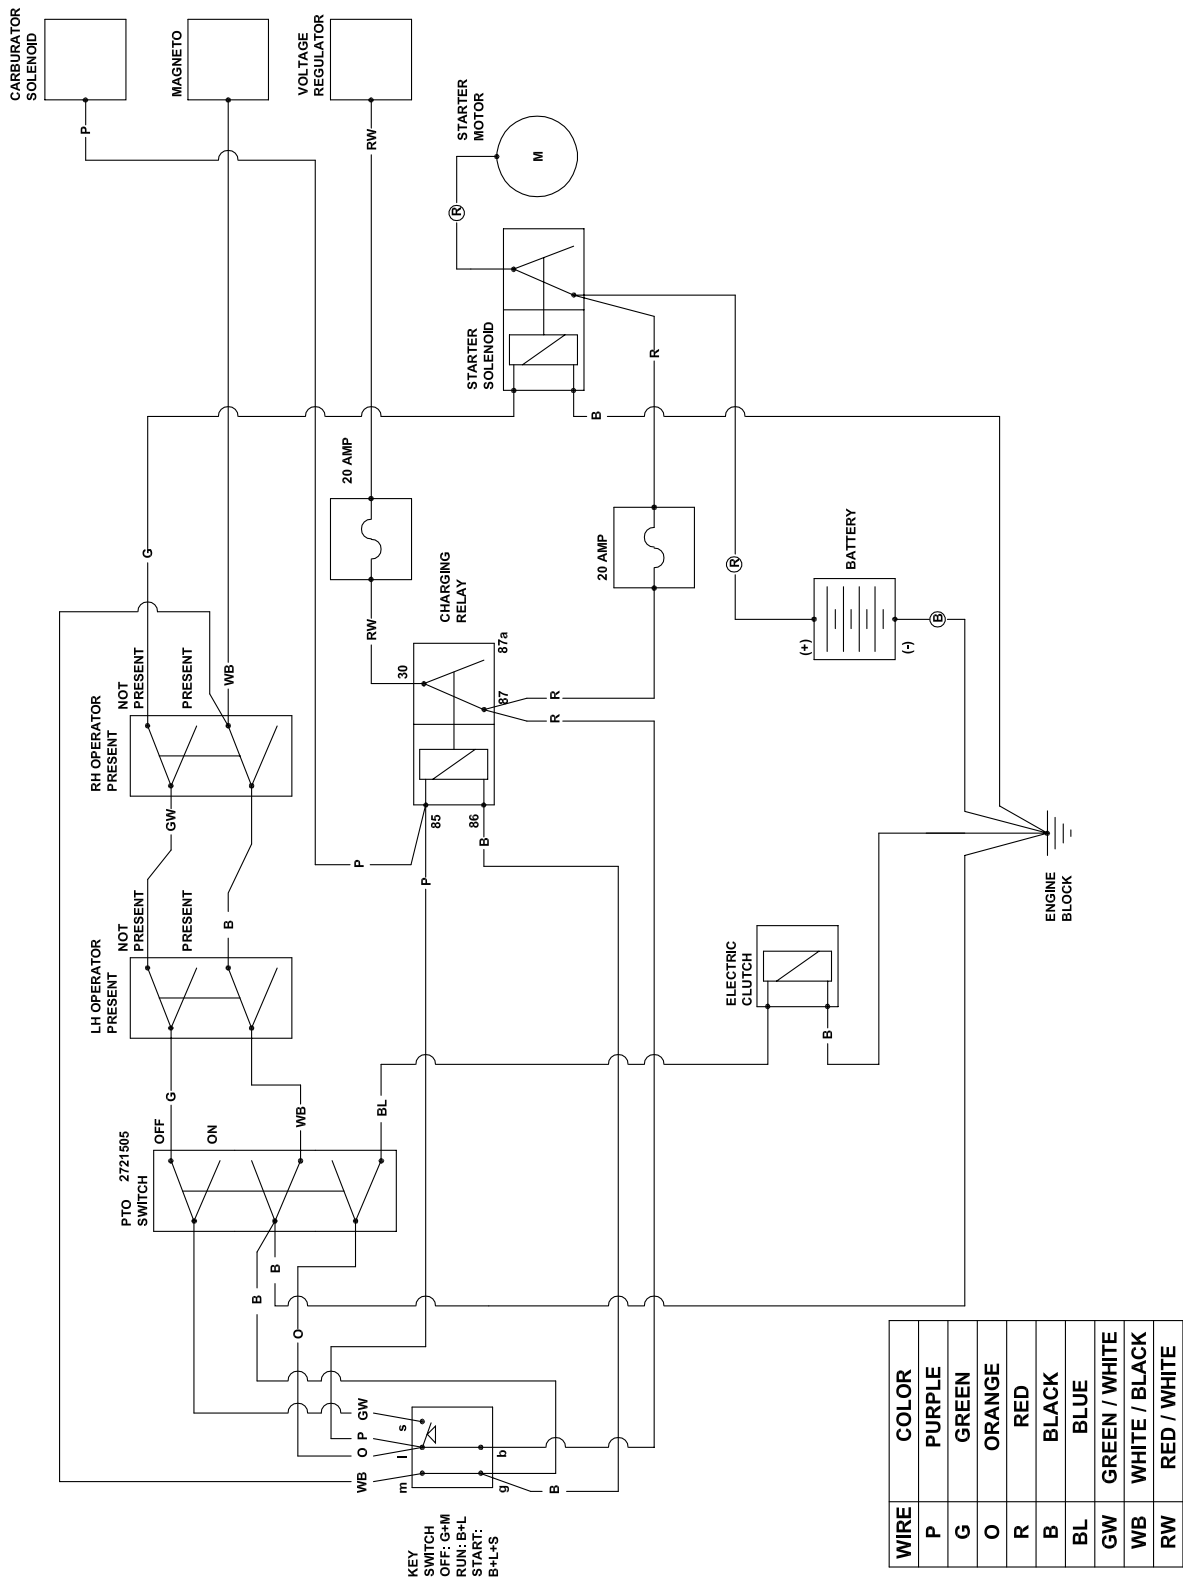 CARBURATOR
SOLENOID
P
MAGNETO
WB
VOLTAGE
REGULATOR
RW
STARTER
MOTOR
M
R
STARTER
SOLENOID
R
B
20 AMP
RW
CHARGING
RELAY
30
87a
87
R
R
85
86
P
P
B
20 AMP
R
BATTERY
(+)
(-)
B
G
RH OPERATOR
PRESENT
NOT
PRESENT
PRESENT
GW
LH OPERATOR
PRESENT
NOT
PRESENT
PRESENT
B
G
WB
BL
PTO 2721505
SWITCH
OFF
ON
B
B
O
ELECTRIC
CLUTCH
B
ENGINE
BLOCK
GW
P
O
WB
s
l
m
b
g
B
KEY
SWITCH
OFF: G+M
RUN: B+L
START:
B+L+S
WIRE COLOR
P PURPLE
G GREEN
O ORANGE
R RED
B BLACK
BL BLUE
GW GREEN / WHITE
WB WHITE / BLACK
RW RED / WHITE